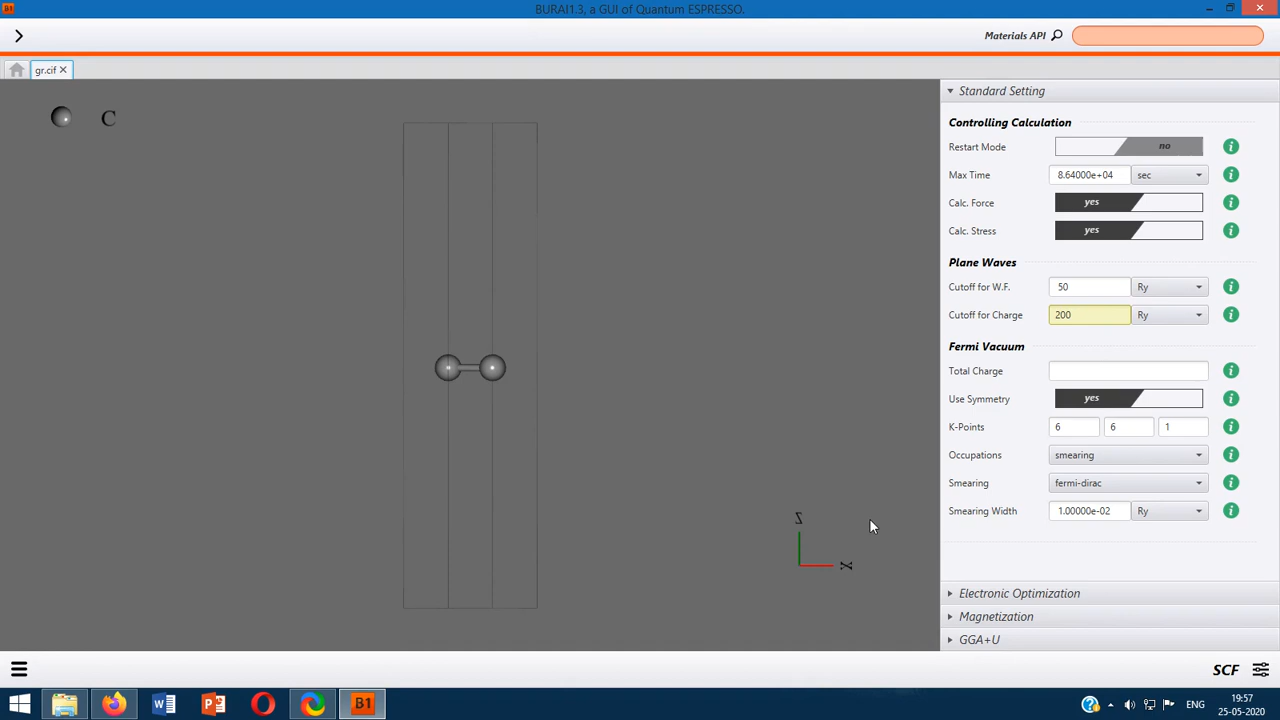 B1
BURAI1.3, a GUI of Quantum ESPRESSO.
Materials API
gr.cif
C
Z
X
Standard Setting
Controlling Calculation
Restart Mode no
Max Time 8.64000e+04 sec
Calc. Force yes
Calc. Stress yes
Plane Waves
Cutoff for W.F. 50 Ry
Cutoff for Charge 200 Ry
Fermi Vacuum
Total Charge
Use Symmetry yes
K-Points 6 6 1
Occupations smearing
Smearing fermi-dirac
Smearing Width 1.00000e-02 Ry
Electronic Optimization
Magnetization
GGA+U
SCF
B1
ENG
19:57
25-05-2020